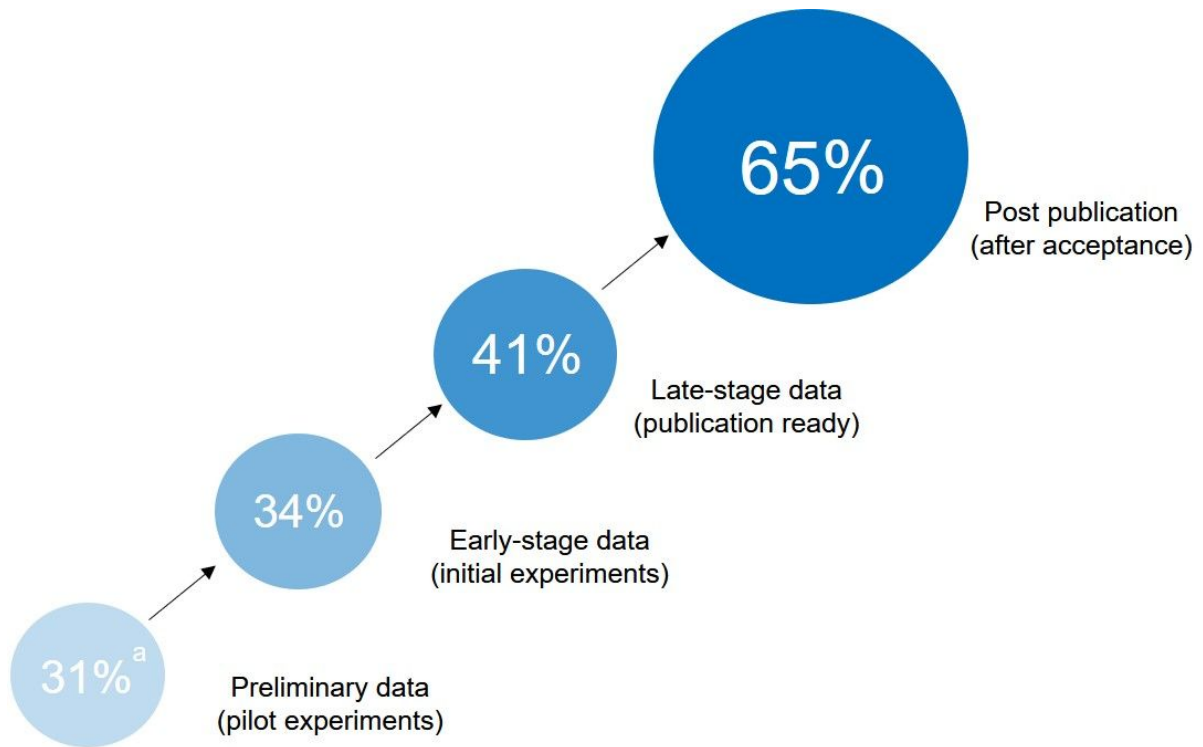 65%
Post publication
(after acceptance)
41%
Late-stage data
(publication ready)
34%
Early-stage data
(initial experiments)
31%a
Preliminary data
(pilot experiments)